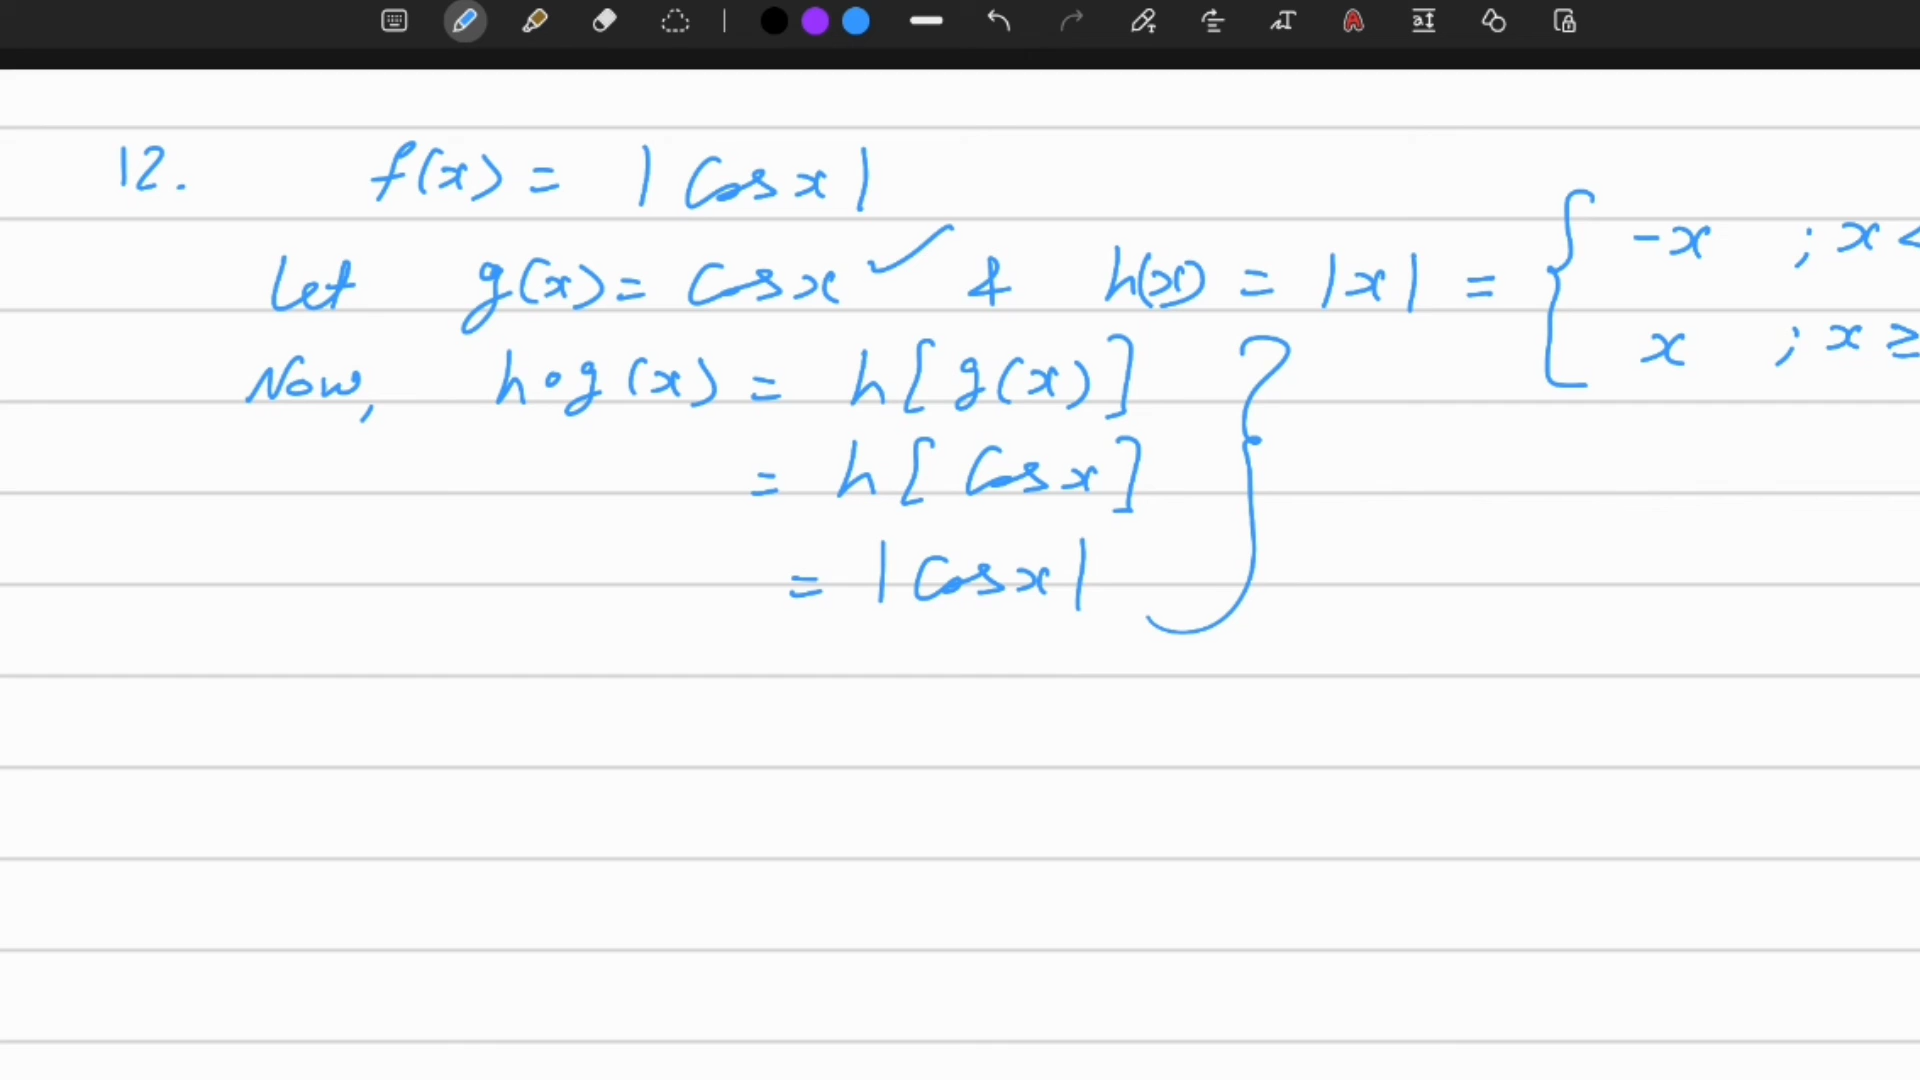 12. f(x) = |Cos x|
Let g(x) = Cos x ✓ & h(x) = |x| = { -x ; x <
x ; x ≥
Now, h∘g(x) = h[g(x)]
= h[Cos x]
= |Cos x|